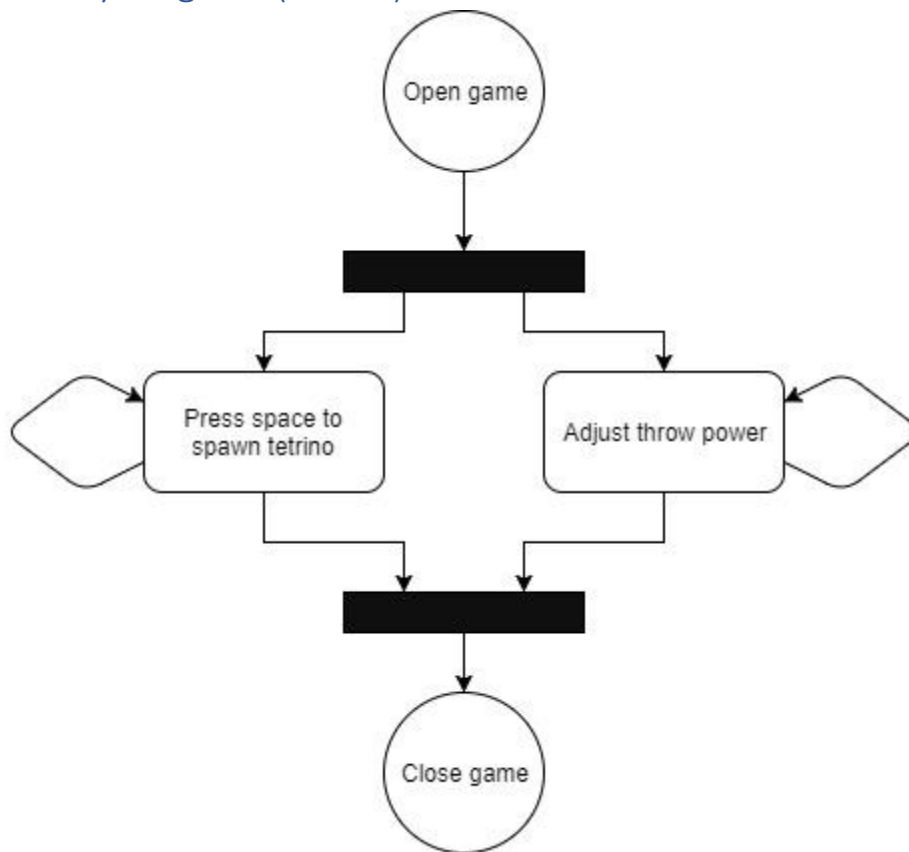 Open game
Press space to
spawn tetrino
Adjust throw power
Close game